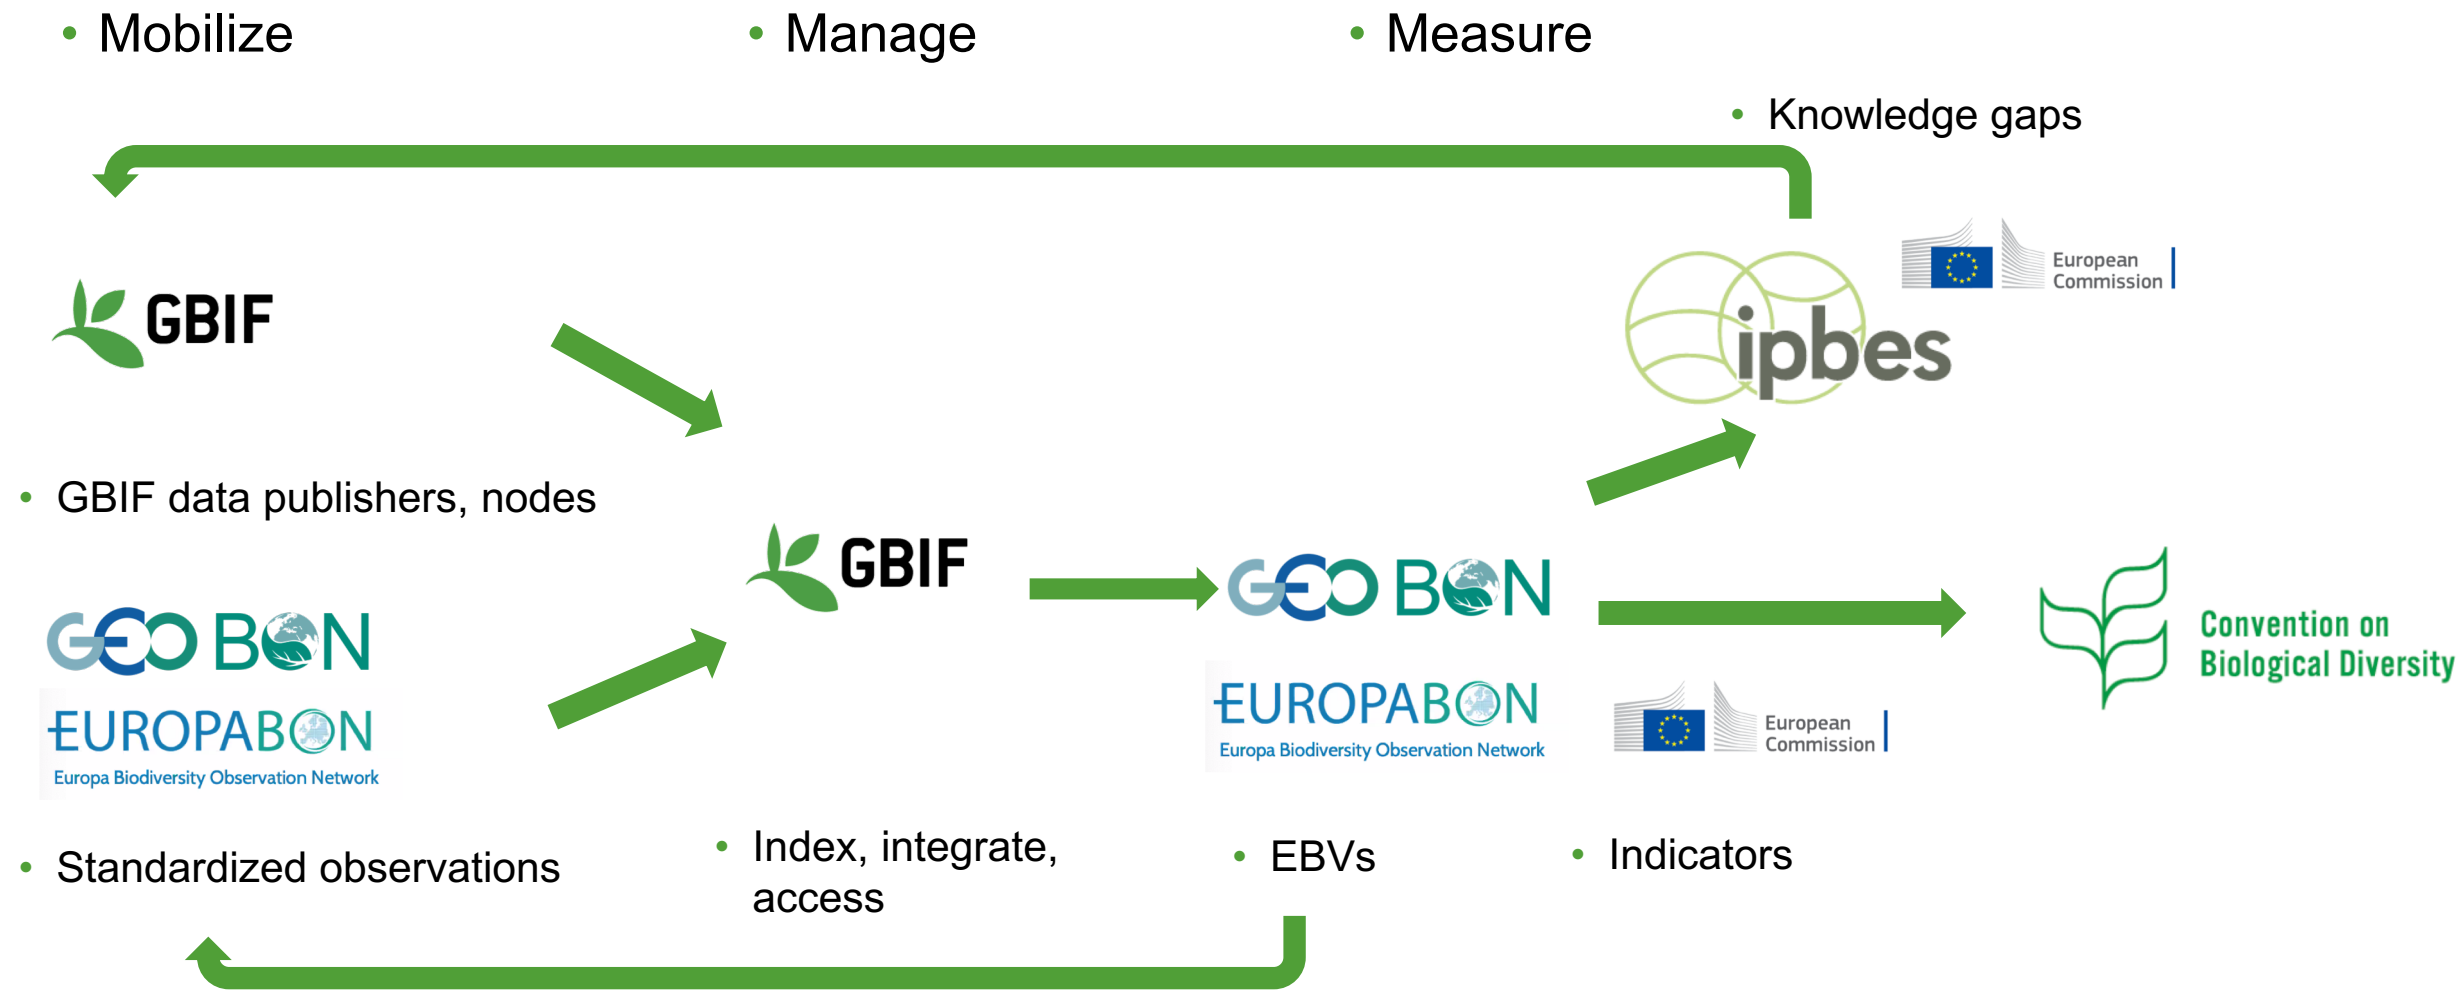 • Mobilize
• Manage
• Measure
• Knowledge gaps
GBIF
ipbes
European
Commission
• GBIF data publishers, nodes
GBIF
GEO BON
GEO BON
Convention on
Biological Diversity
EUROPABON
Europa Biodiversity Observation Network
EUROPABON
Europa Biodiversity Observation Network
European
Commission
• Standardized observations
• Index, integrate,
access
• EBVs
• Indicators